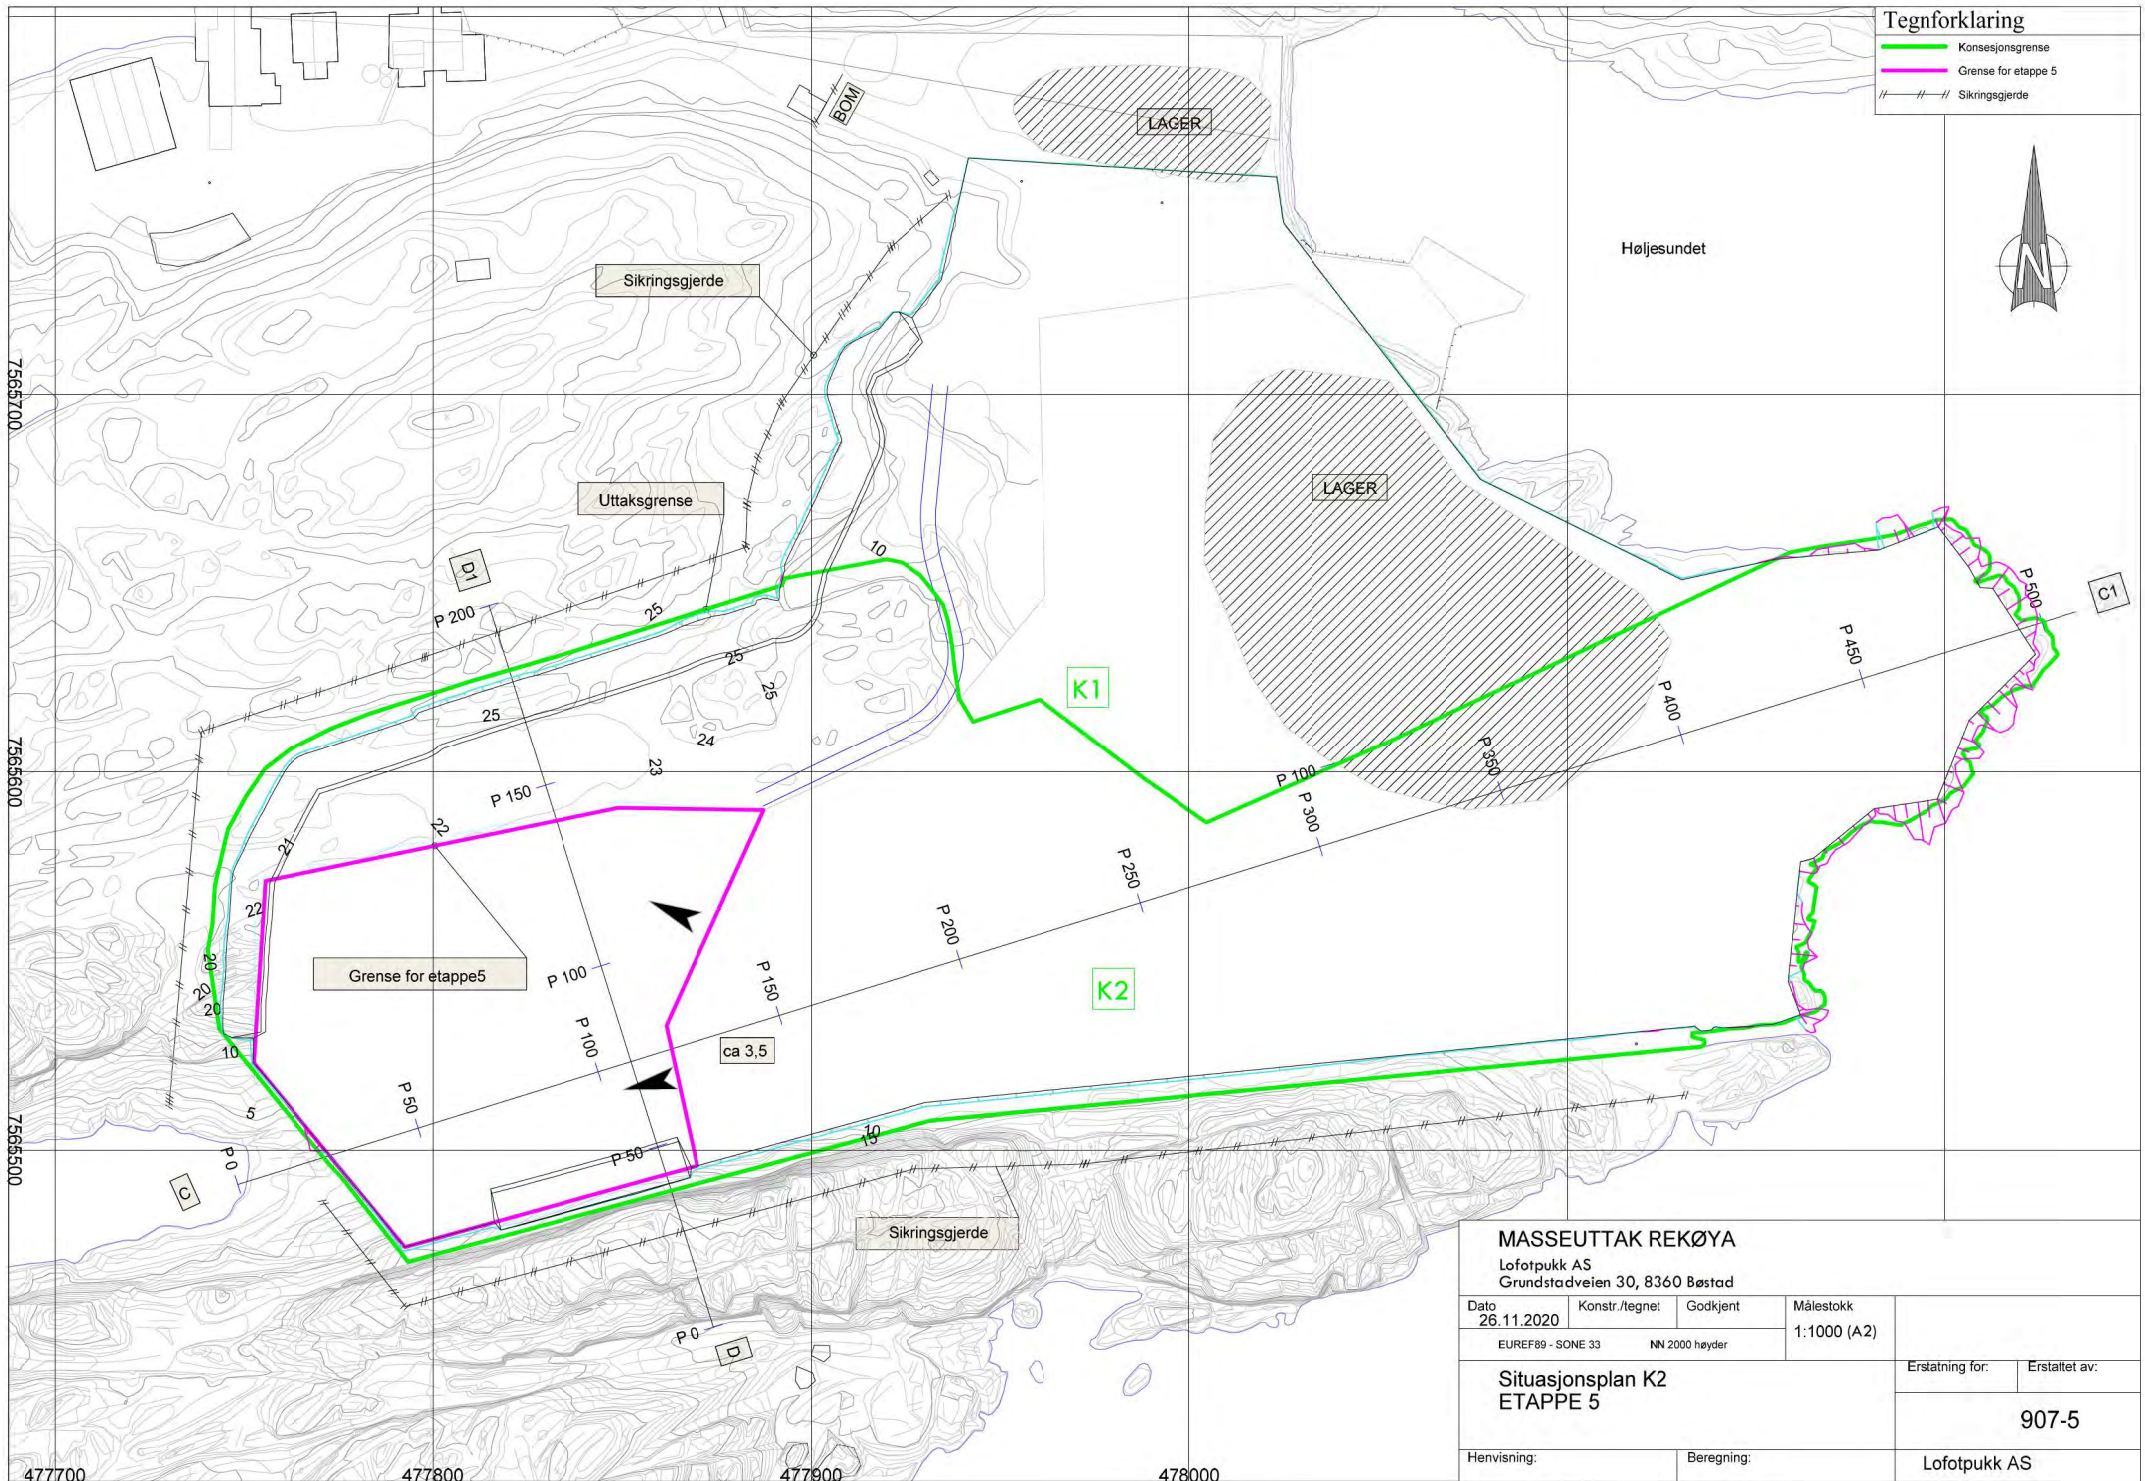 Tegnforklaring
Konsesjonsgrense
Grense for etappe 5
Sikringsgjerde
BOM
LAGER
Høljesundet
Sikringsgjerde
7565700
LAGER
Uttaksgrense
10
D1
P 200
25
P 500
C1
P 450
25
25
K1
25
P 400
24
23
P 350
7565600
P 100
P 150
P 300
22
21
P 250
22
P 200
20
Grense for etappe5
P 100
P 150
K2
20
20
P 100
10
ca 3,5
P 50
5
10
15
7565500
P 0
P 50
C
Sikringsgjerde
P 0
D
MASSEUTTAK REKØYA
Lofotpukk AS
Grundstadveien 30, 8360 Bøstad
Dato
26.11.2020
Konstr./tegnet
Godkjent
Målestokk
1:1000 (A2)
EUREF89 - SONE 33
NN 2000 høyder
Situasjonsplan K2
ETAPPE 5
Erstatning for:
Erstattet av:
907-5
Henvisning:
Beregning:
Lofotpukk AS
477700
477800
477900
478000
N